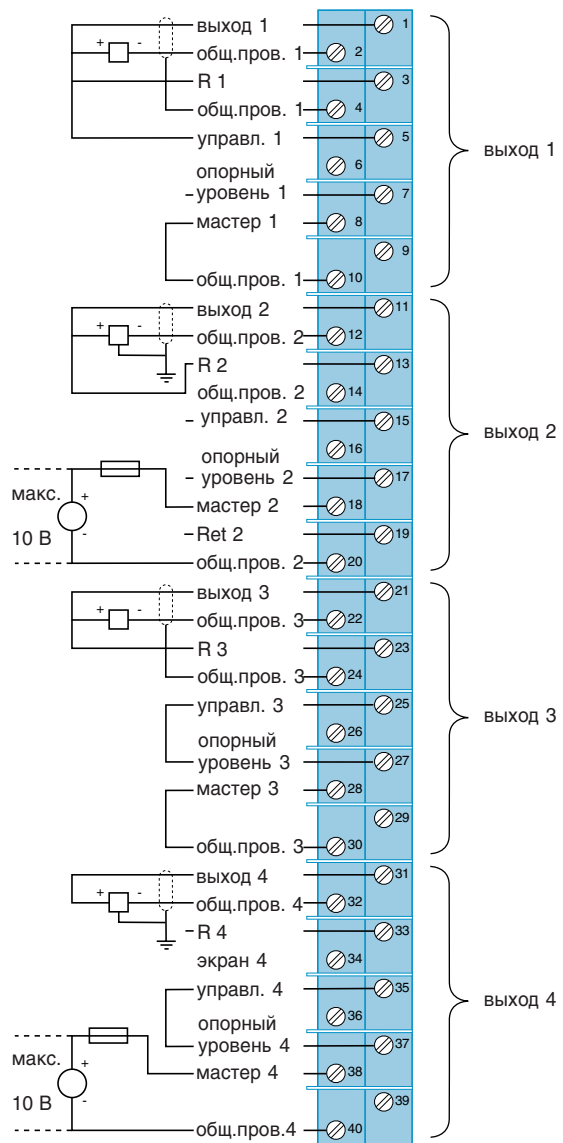 выход 1 1
+ - общ.пров. 1 2
R 1 3
общ.пров. 1 4
управл. 1 5
6
опорный
уровень 1 7
мастер 1 8
9
общ.пров. 1 10
выход 1
выход 2 11
+ - общ.пров. 2 12
R 2 13
общ.пров. 2 14
управл. 2 15
16
опорный
уровень 2 17
мастер 2 18
Ret 2 19
общ.пров. 2 20
макс.
+
10 В -
выход 2
выход 3 21
+ - общ.пров. 3 22
R 3 23
общ.пров. 3 24
управл. 3 25
26
опорный
уровень 3 27
мастер 3 28
29
общ.пров. 3 30
выход 3
выход 4 31
+ - общ.пров. 4 32
R 4 33
экран 4 34
управл. 4 35
36
опорный
уровень 4 37
мастер 4 38
39
общ.пров.4 40
макс.
+
10 В -
выход 4